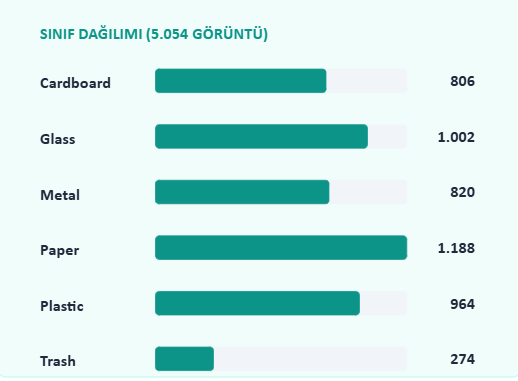 SINIF DAĞILIMI (5.054 GÖRÜNTÜ)
Cardboard 806
Glass 1.002
Metal 820
Paper 1.188
Plastic 964
Trash 274